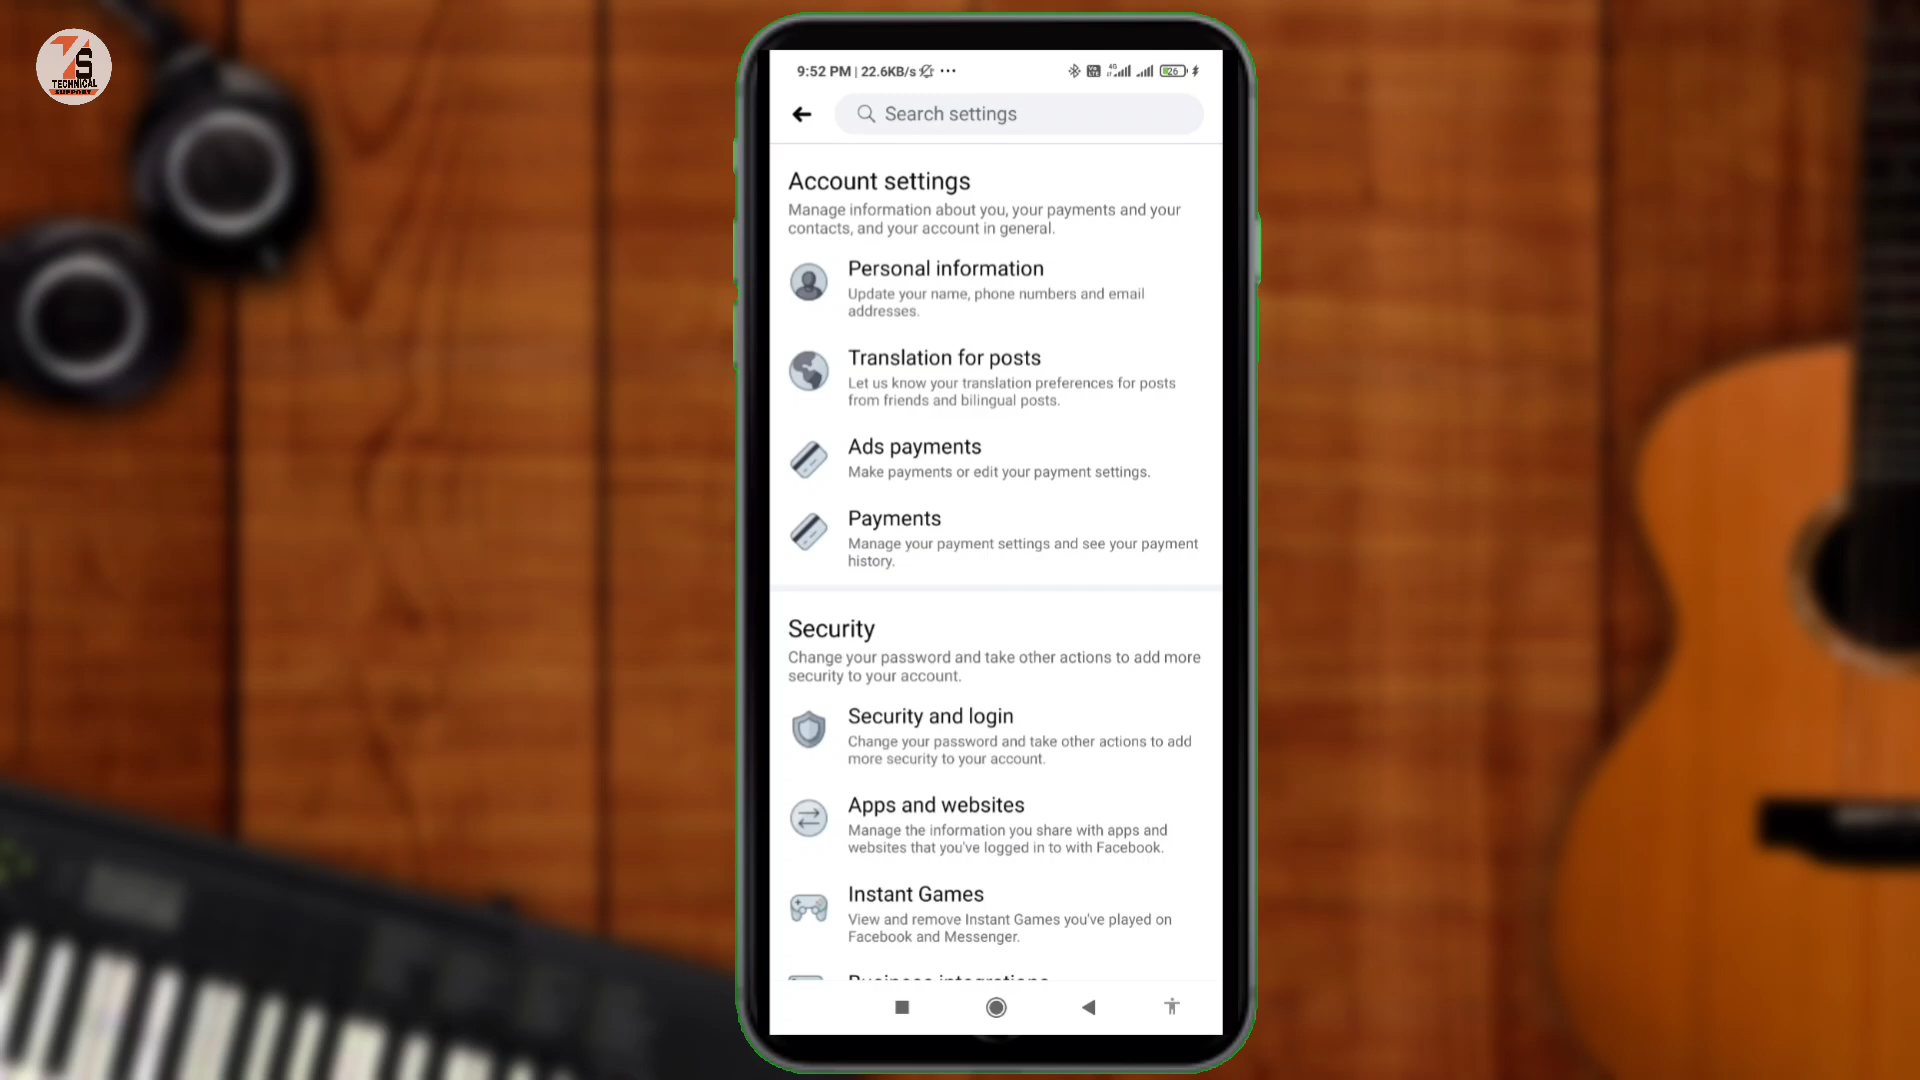 TS
TECHNICAL
SUPPORT
9:52 PM | 22.6KB/s
4G
26
Search settings
Account settings
Manage information about you, your payments and your
contacts, and your account in general.
Personal information
Update your name, phone numbers and email
addresses.
Translation for posts
Let us know your translation preferences for posts
from friends and bilingual posts.
Ads payments
Make payments or edit your payment settings.
Payments
Manage your payment settings and see your payment
history.
Security
Change your password and take other actions to add more
security to your account.
Security and login
Change your password and take other actions to add
more security to your account.
Apps and websites
Manage the information you share with apps and
websites that you've logged in to with Facebook.
Instant Games
View and remove Instant Games you've played on
Facebook and Messenger.
Business integrations